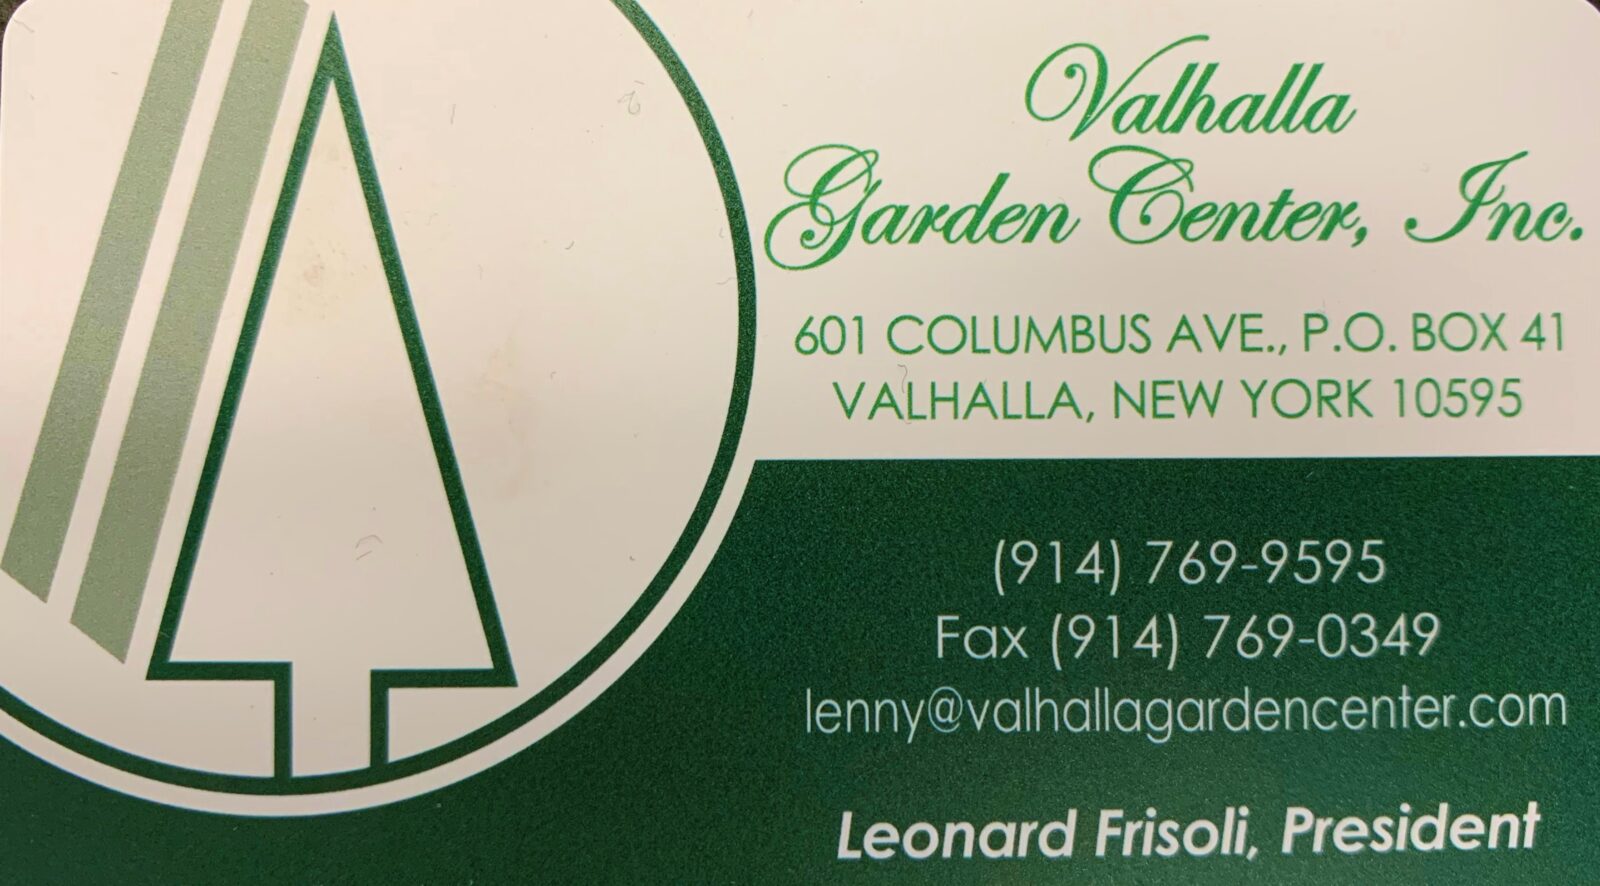 Valhalla
Garden Center, Inc.
601 COLUMBUS AVE., P.O. BOX 41
VALHALLA, NEW YORK 10595
(914) 769-9595
Fax (914) 769-0349
lenny@valhallagardencenter.com
Leonard Frisoli, President